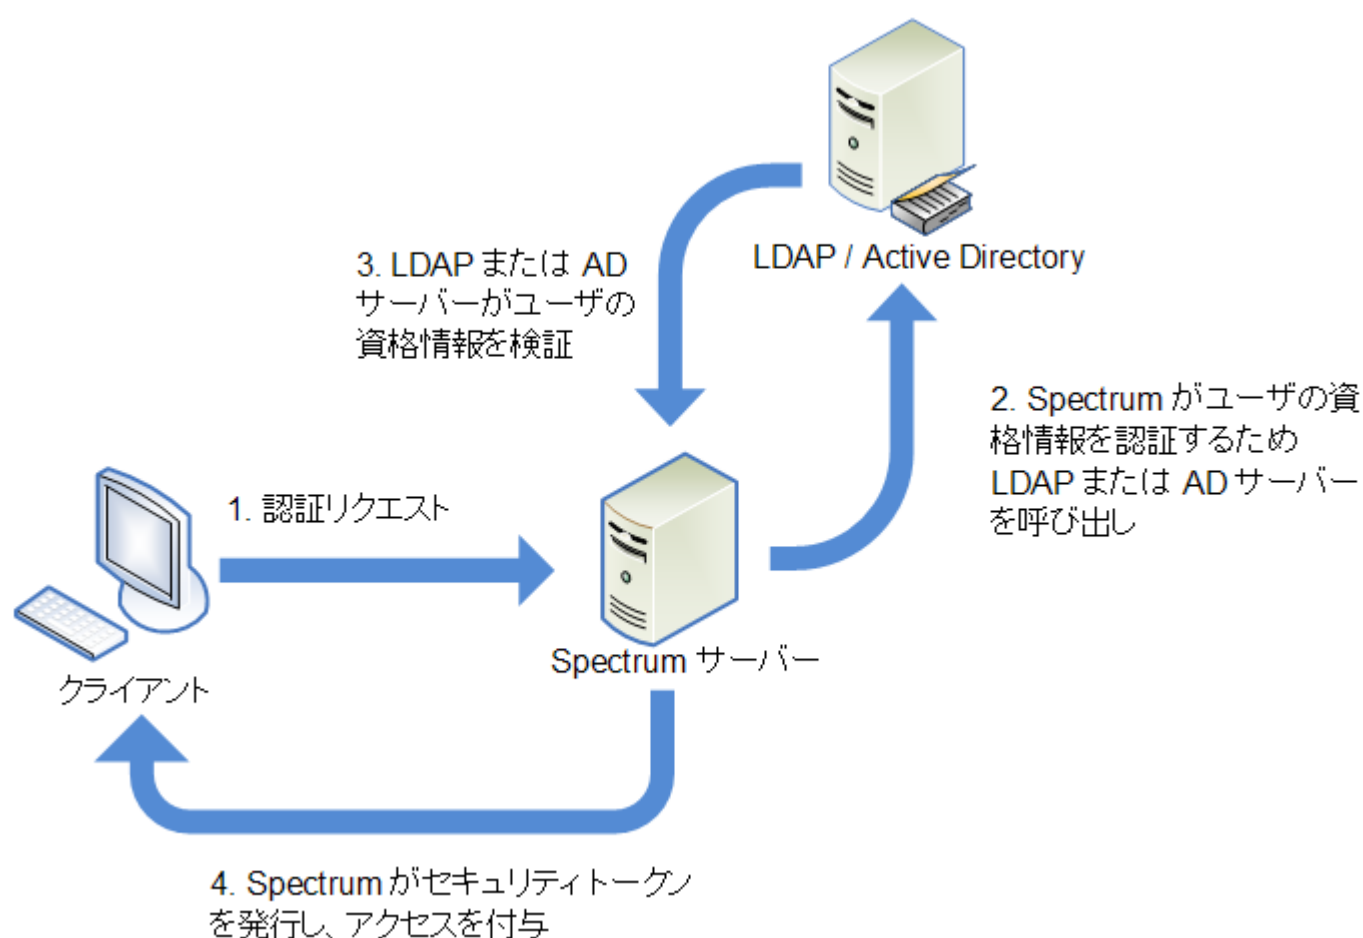 LDAP / Active Directory
3. LDAP または AD
サーバーがユーザの
資格情報を検証
2. Spectrum がユーザの資
格情報を認証するため
LDAP または AD サーバー
を呼び出し
1. 認証リクエスト
Spectrum サーバー
クライアント
4. Spectrum がセキュリティトークン
を発行し、アクセスを付与